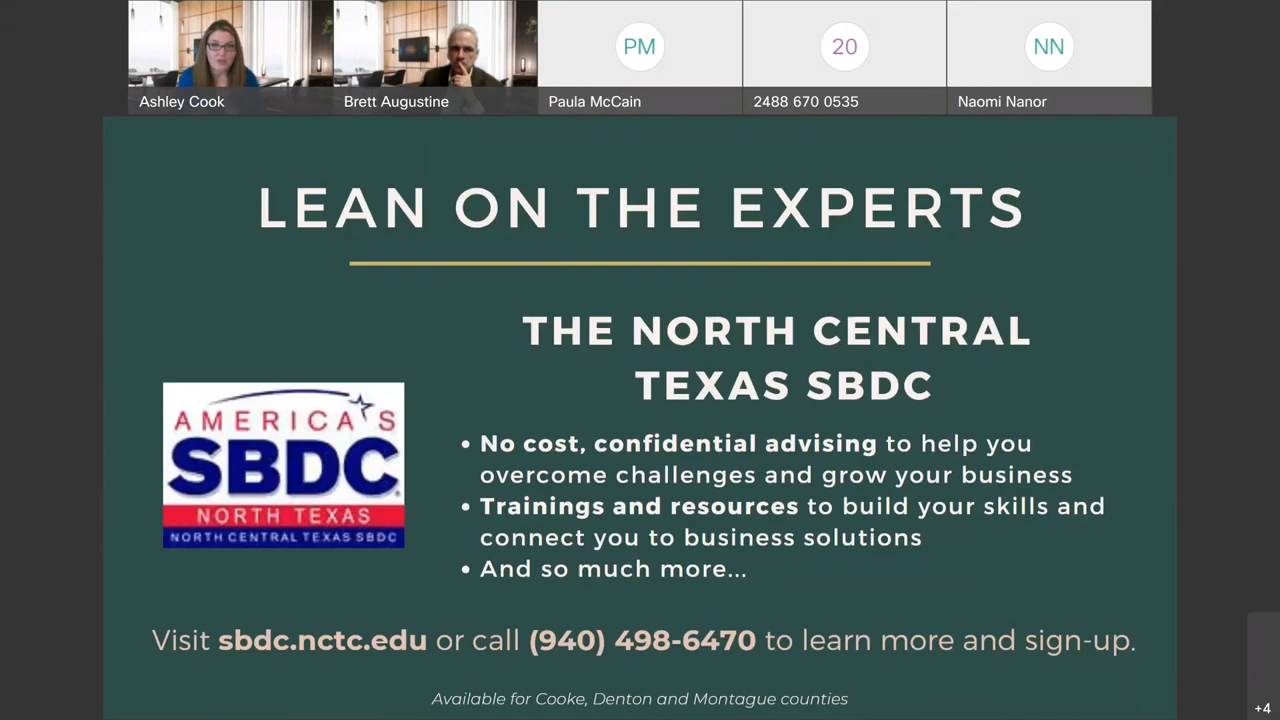 PM
20
NN
Ashley Cook
Brett Augustine
Paula McCain
2488 670 0535
Naomi Nanor
LEAN ON THE EXPERTS
THE NORTH CENTRAL
TEXAS SBDC
AMERICA'S
SBDC
NORTH TEXAS
NORTH CENTRAL TEXAS SBDC
• No cost, confidential advising to help you
overcome challenges and grow your business
• Trainings and resources to build your skills and
connect you to business solutions
• And so much more...
Visit sbdc.nctc.edu or call (940) 498-6470 to learn more and sign-up.
Available for Cooke, Denton and Montague counties
+4